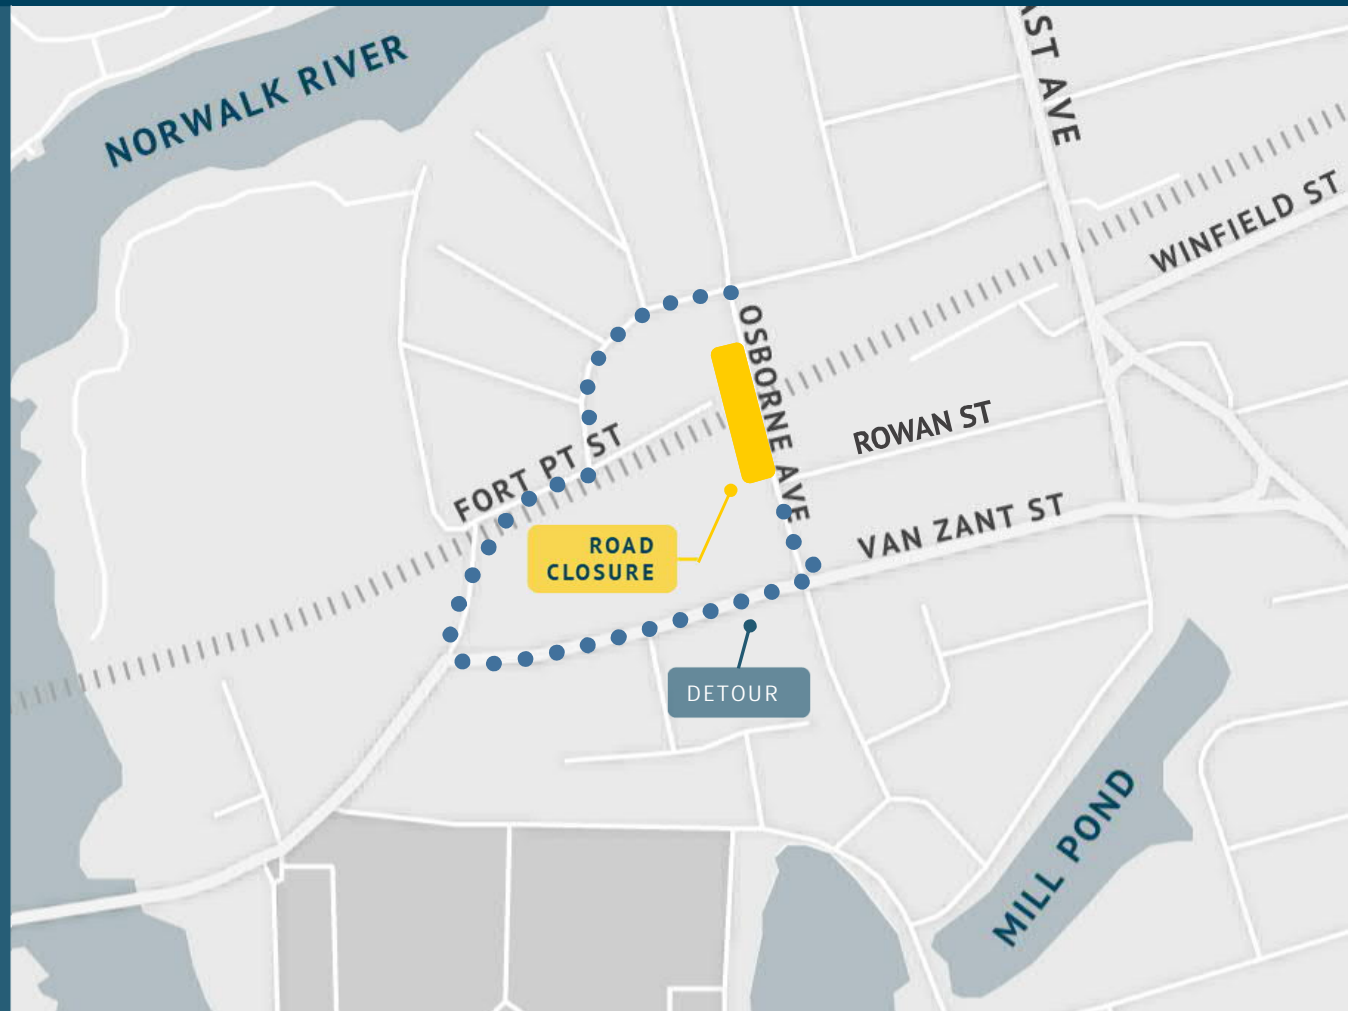 NORWALK RIVER
AST AVE
WINFIELD ST
OSBORNE AVE
ROWAN ST
FORT PT ST
VAN ZANT ST
ROAD
CLOSURE
DETOUR
MILL POND